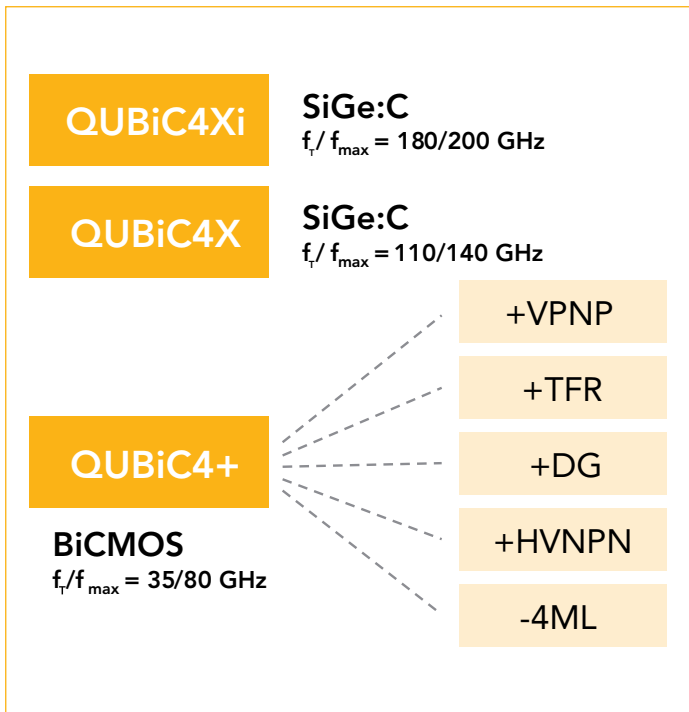 QUBiC4Xi
SiGe:C
fT/ fmax = 180/200 GHz
QUBiC4X
SiGe:C
fT/ fmax = 110/140 GHz
+VPNP
+TFR
QUBiC4+
+DG
BiCMOS
fT/f max = 35/80 GHz
+HVNPN
-4ML